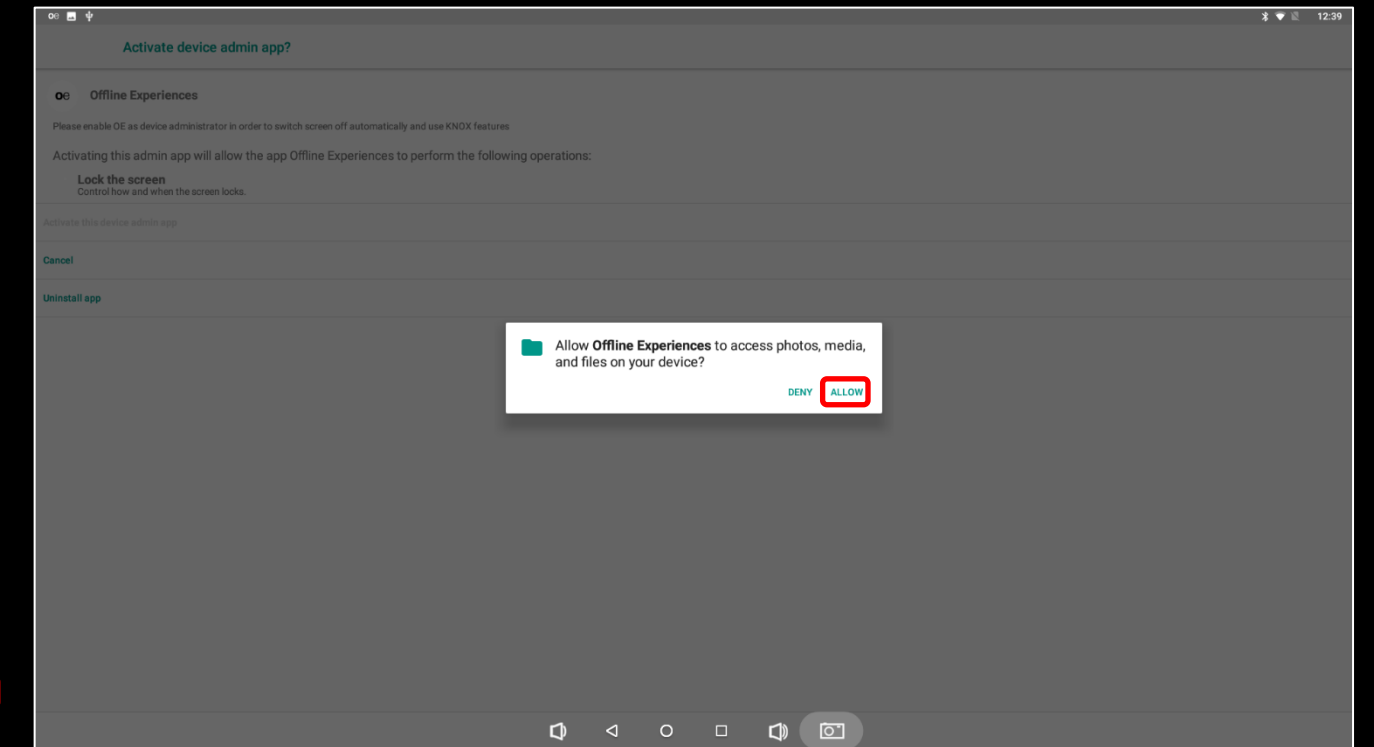 oe
12:39
Activate device admin app?
oe Offline Experiences
Please enable OE as device administrator in order to switch screen off automatically and use KNOX features
Activating this admin app will allow the app Offline Experiences to perform the following operations:
Lock the screen
Control how and when the screen locks.
Activate this device admin app
Cancel
Uninstall app
Allow Offline Experiences to access photos, media,
and files on your device?
DENY ALLOW